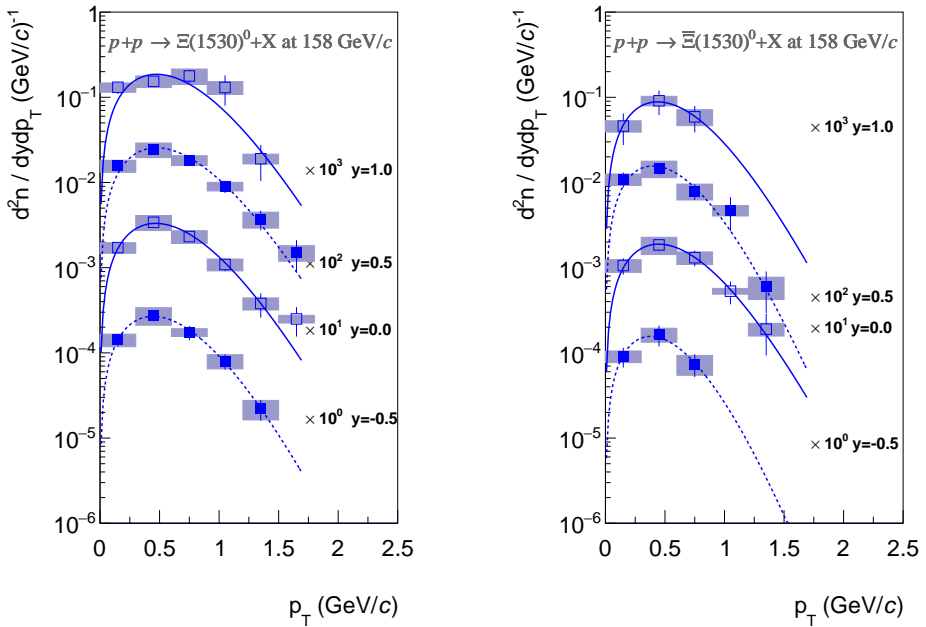 d²n / dydp_T (GeV/c)⁻¹
p+p → Ξ(1530)⁰+X at 158 GeV/c
1
10⁻¹
10⁻²
10⁻³
10⁻⁴
10⁻⁵
10⁻⁶
× 10³ y=1.0
× 10² y=0.5
× 10¹ y=0.0
× 10⁰ y=-0.5
0 0.5 1 1.5 2 2.5
p_T (GeV/c)
d²n / dydp_T (GeV/c)⁻¹
p+p → Ξ̅(1530)⁰+X at 158 GeV/c
1
10⁻¹
10⁻²
10⁻³
10⁻⁴
10⁻⁵
10⁻⁶
× 10³ y=1.0
× 10² y=0.5
× 10¹ y=0.0
× 10⁰ y=-0.5
0 0.5 1 1.5 2 2.5
p_T (GeV/c)